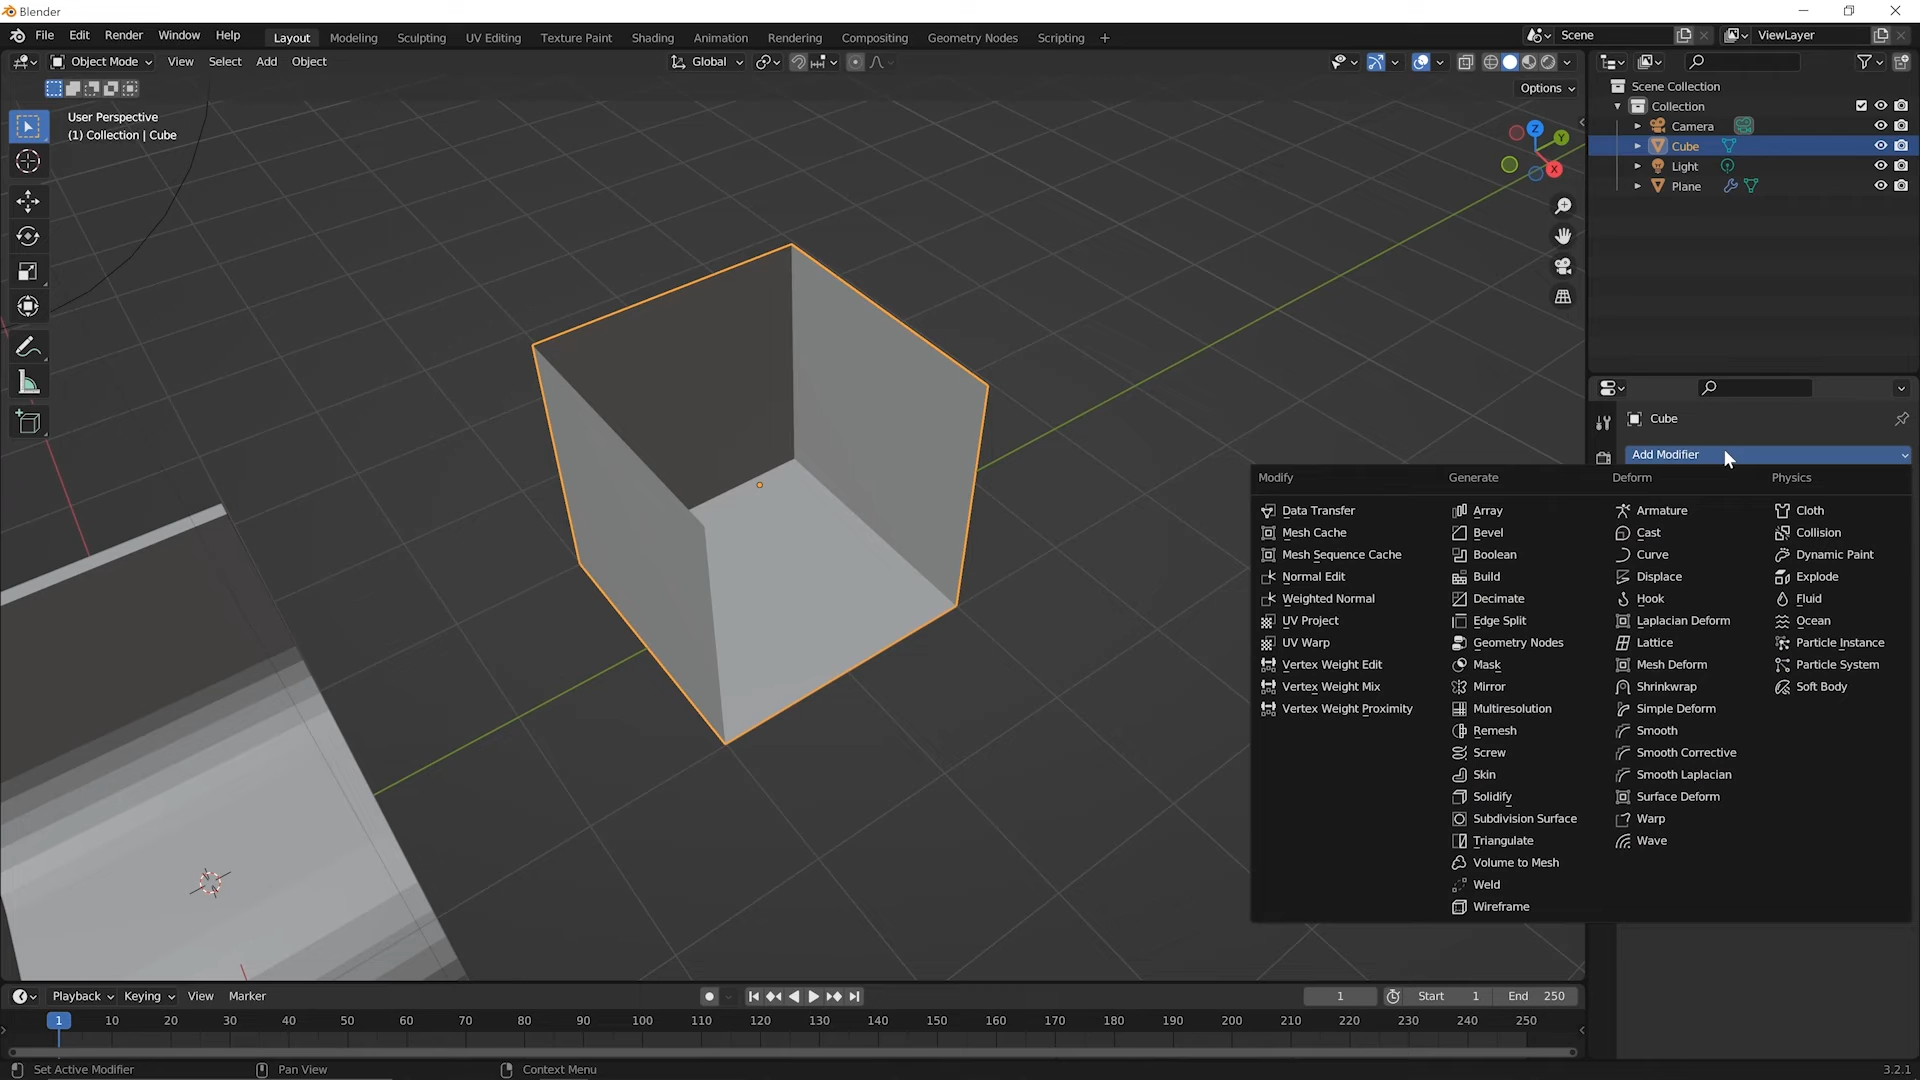 Blender
File Edit Render Window Help Layout Modeling Sculpting UV Editing Texture Paint Shading Animation Rendering Compositing Geometry Nodes Scripting + Scene ViewLayer
Object Mode View Select Add Object Global
Options
User Perspective
(1) Collection | Cube
Z
Y
X
Scene Collection
Collection
Camera
Cube
Light
Plane
Cube
Add Modifier
Modify Generate Deform Physics
Data Transfer Array Armature Cloth
Mesh Cache Bevel Cast Collision
Mesh Sequence Cache Boolean Curve Dynamic Paint
Normal Edit Build Displace Explode
Weighted Normal Decimate Hook Fluid
UV Project Edge Split Laplacian Deform Ocean
UV Warp Geometry Nodes Lattice Particle Instance
Vertex Weight Edit Mask Mesh Deform Particle System
Vertex Weight Mix Mirror Shrinkwrap Soft Body
Vertex Weight Proximity Multiresolution Simple Deform
Remesh Smooth
Screw Smooth Corrective
Skin Smooth Laplacian
Solidify Surface Deform
Subdivision Surface Warp
Triangulate Wave
Volume to Mesh
Weld
Wireframe
Playback Keying View Marker 1 Start 1 End 250
1 10 20 30 40 50 60 70 80 90 100 110 120 130 140 150 160 170 180 190 200 210 220 230 240 250
Set Active Modifier Pan View Context Menu 3.2.1